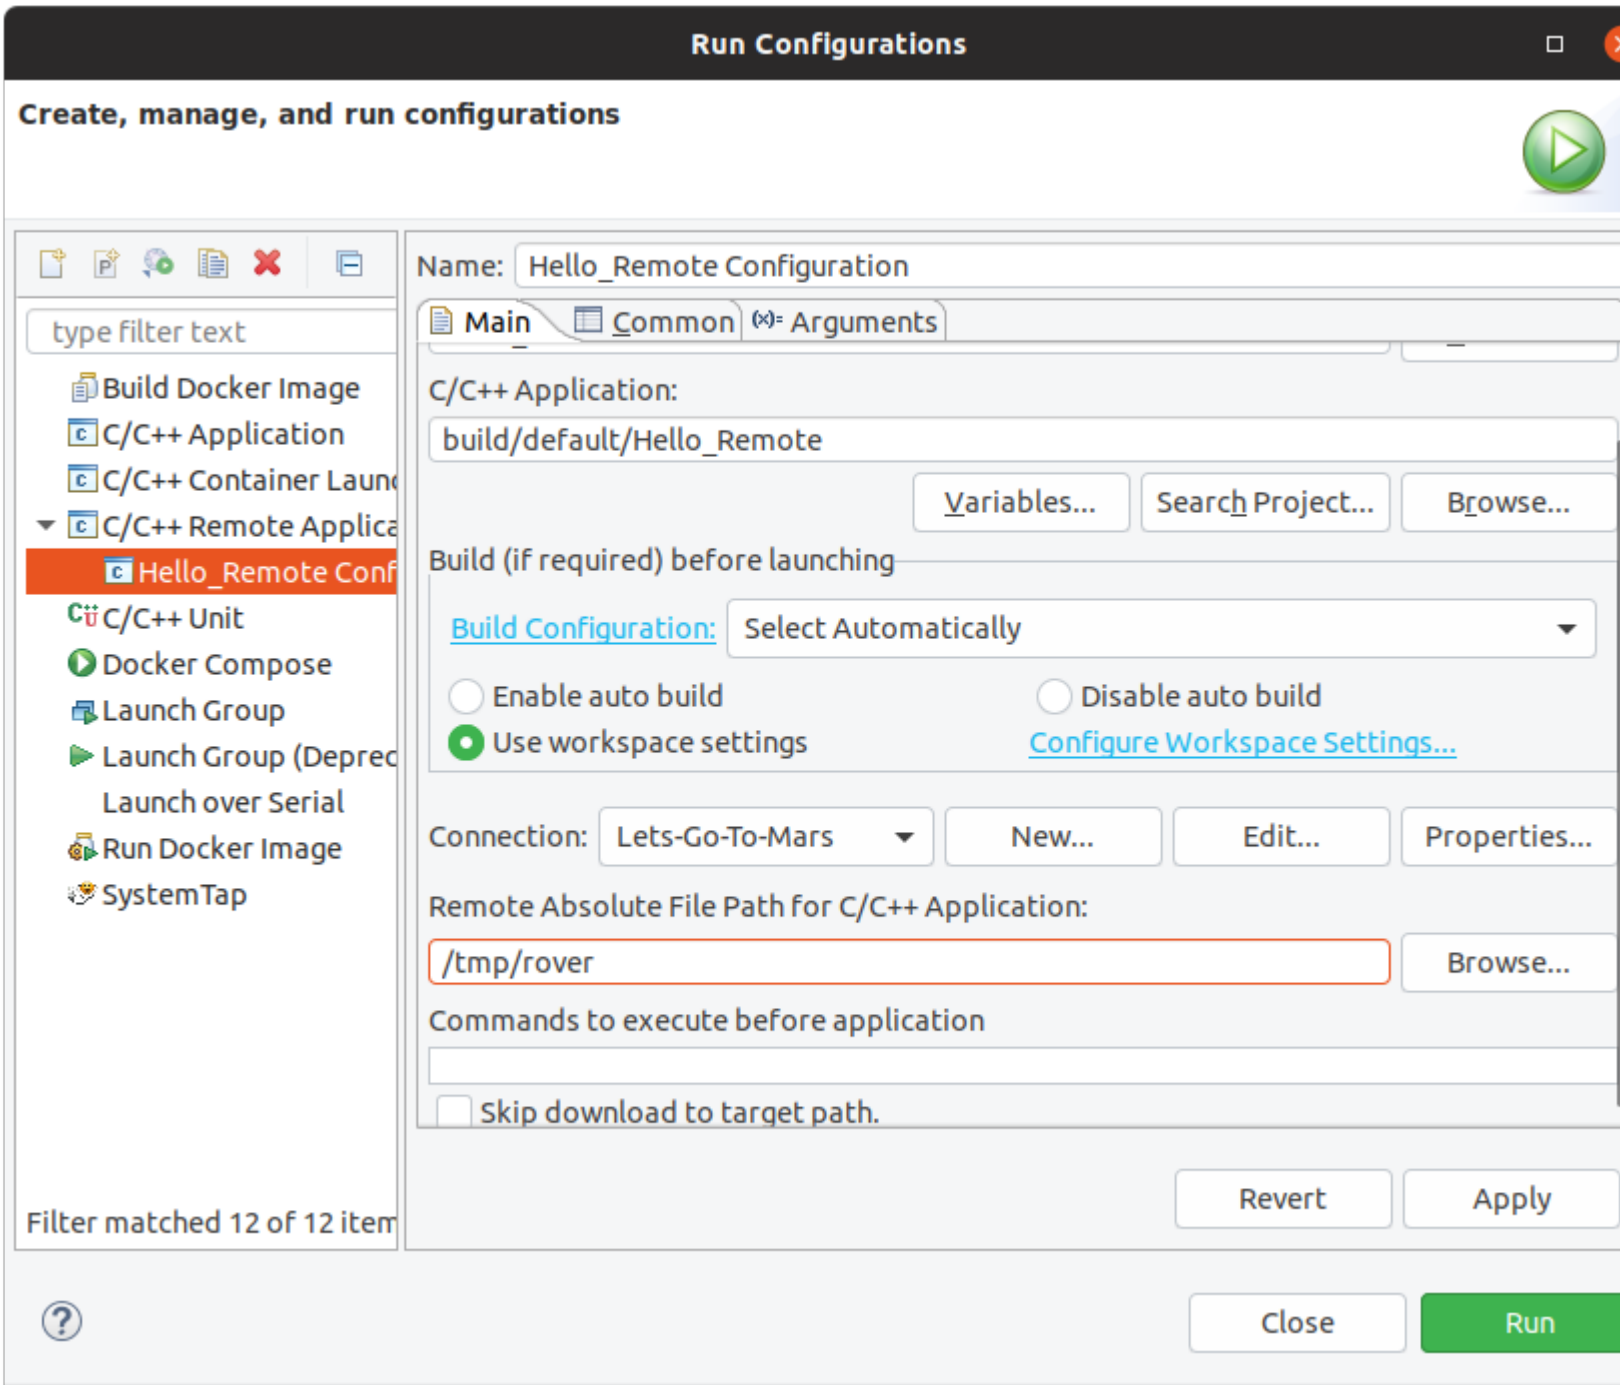 Run Configurations
Create, manage, and run configurations
type filter text
Build Docker Image
C/C++ Application
C/C++ Container Laun
C/C++ Remote Applica
Hello_Remote Conf
C/C++ Unit
Docker Compose
Launch Group
Launch Group (Deprec
Launch over Serial
Run Docker Image
SystemTap
Filter matched 12 of 12 item
Name: Hello_Remote Configuration
Main Common (x)= Arguments
C/C++ Application:
build/default/Hello_Remote
Variables... Search Project... Browse...
Build (if required) before launching
Build Configuration: Select Automatically
Enable auto build Disable auto build
Use workspace settings Configure Workspace Settings...
Connection: Lets-Go-To-Mars New... Edit... Properties...
Remote Absolute File Path for C/C++ Application:
/tmp/rover Browse...
Commands to execute before application
Skip download to target path.
Revert Apply
Close Run